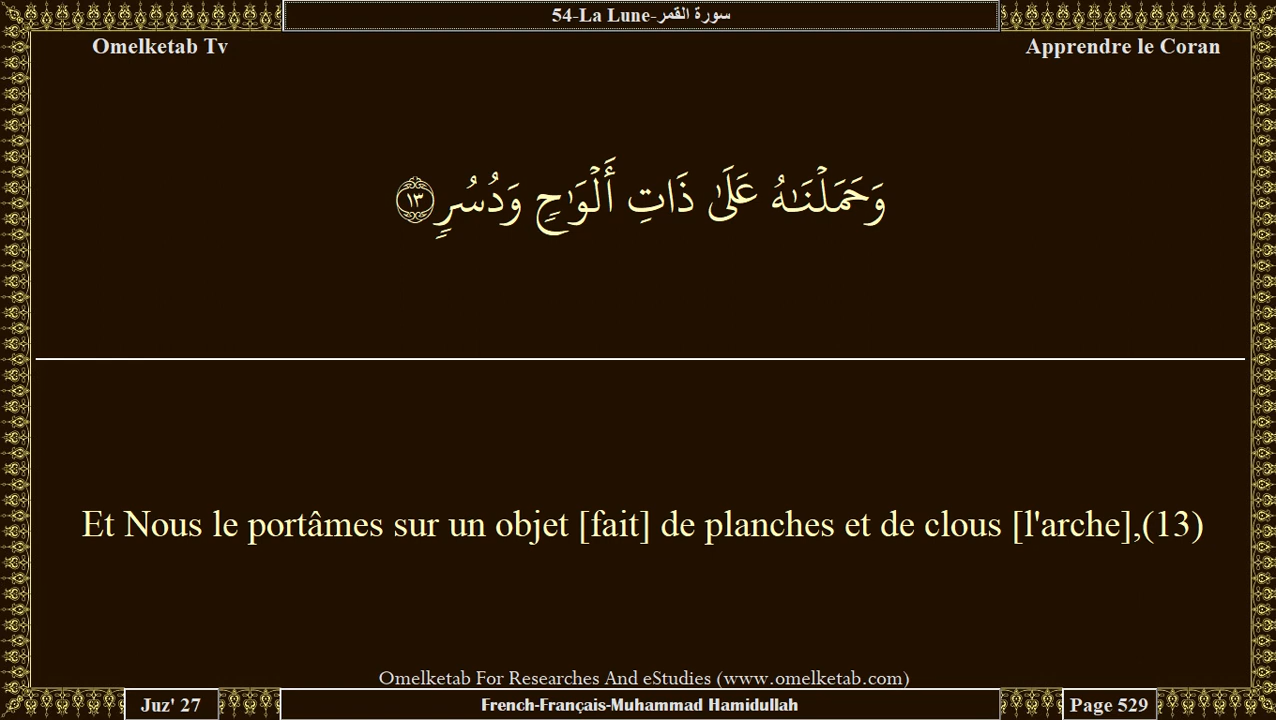 54-La Lune-سورة القمر
Omelketab Tv
Apprendre le Coran
وَحَمَلْنَـٰهُ عَلَىٰ ذَاتِ أَلْوَٰحٍ وَدُسُرٍ ١٣
Et Nous le portâmes sur un objet [fait] de planches et de clous [l'arche],(13)
Omelketab For Researches And eStudies (www.omelketab.com)
Juz' 27
French-Français-Muhammad Hamidullah
Page 529